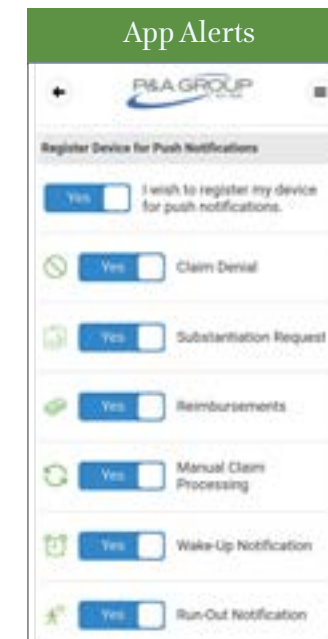 App Alerts
P&A GROUP
Register Device for Push Notifications
Yes
I wish to register my device
for push notifications.
Yes
Claim Denial
Yes
Substantiation Request
Yes
Reimbursements
Yes
Manual Claim
Processing
Yes
Wake-Up Notification
Yes
Run-Out Notification